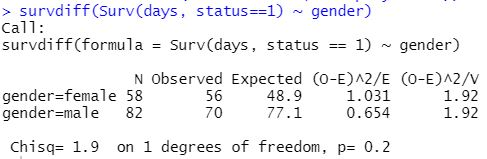 > survdiff(Surv(days, status==1) ~ gender)
Call:
survdiff(formula = Surv(days, status == 1) ~ gender)
N Observed Expected (O-E)^2/E (O-E)^2/V
gender=female 58 56 48.9 1.031 1.92
gender=male 82 70 77.1 0.654 1.92
Chisq= 1.9 on 1 degrees of freedom, p= 0.2